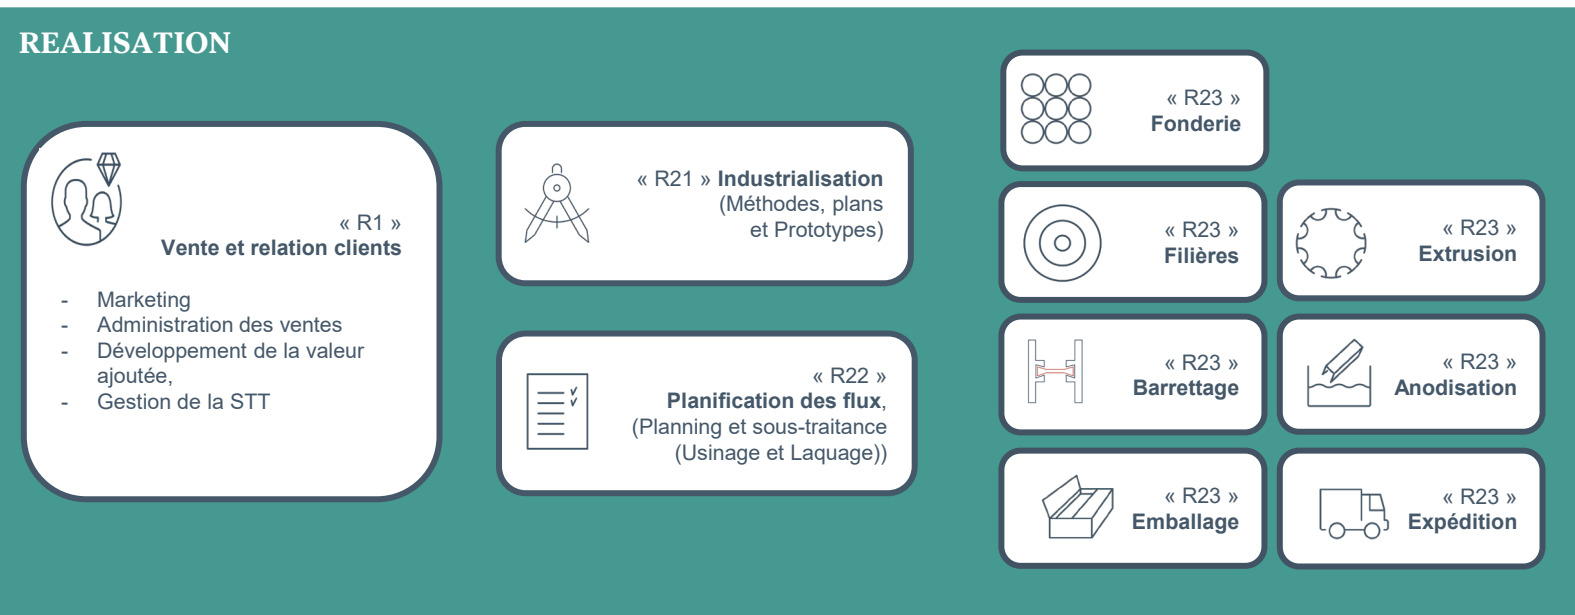 REALISATION
« R1 »
Vente et relation clients
- Marketing
- Administration des ventes
- Développement de la valeur
ajoutée,
- Gestion de la STT
« R21 » Industrialisation
(Méthodes, plans
et Prototypes)
« R22 »
Planification des flux,
(Planning et sous-traitance
(Usinage et Laquage))
« R23 »
Fonderie
« R23 »
Filières
« R23 »
Extrusion
« R23 »
Barrettage
« R23 »
Anodisation
« R23 »
Emballage
« R23 »
Expédition